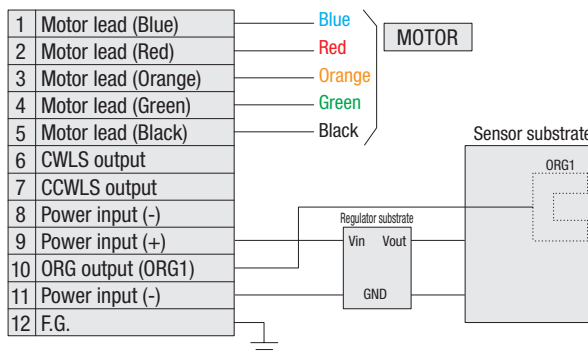 1 Motor lead (Blue) Blue
2 Motor lead (Red) Red
3 Motor lead (Orange) Orange
4 Motor lead (Green) Green
5 Motor lead (Black) Black
MOTOR
6 CWLS output
7 CCWLS output
8 Power input (-)
9 Power input (+)
10 ORG output (ORG1)
11 Power input (-)
12 F.G.
Regulator substrate
Vin Vout
GND
Sensor substrate
ORG1